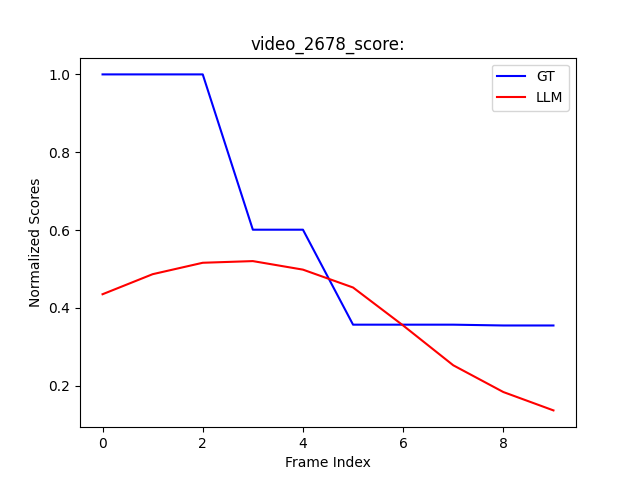 video_2678_score:
GT
LLM
Normalized Scores
1.0
0.8
0.6
0.4
0.2
0 2 4 6 8
Frame Index